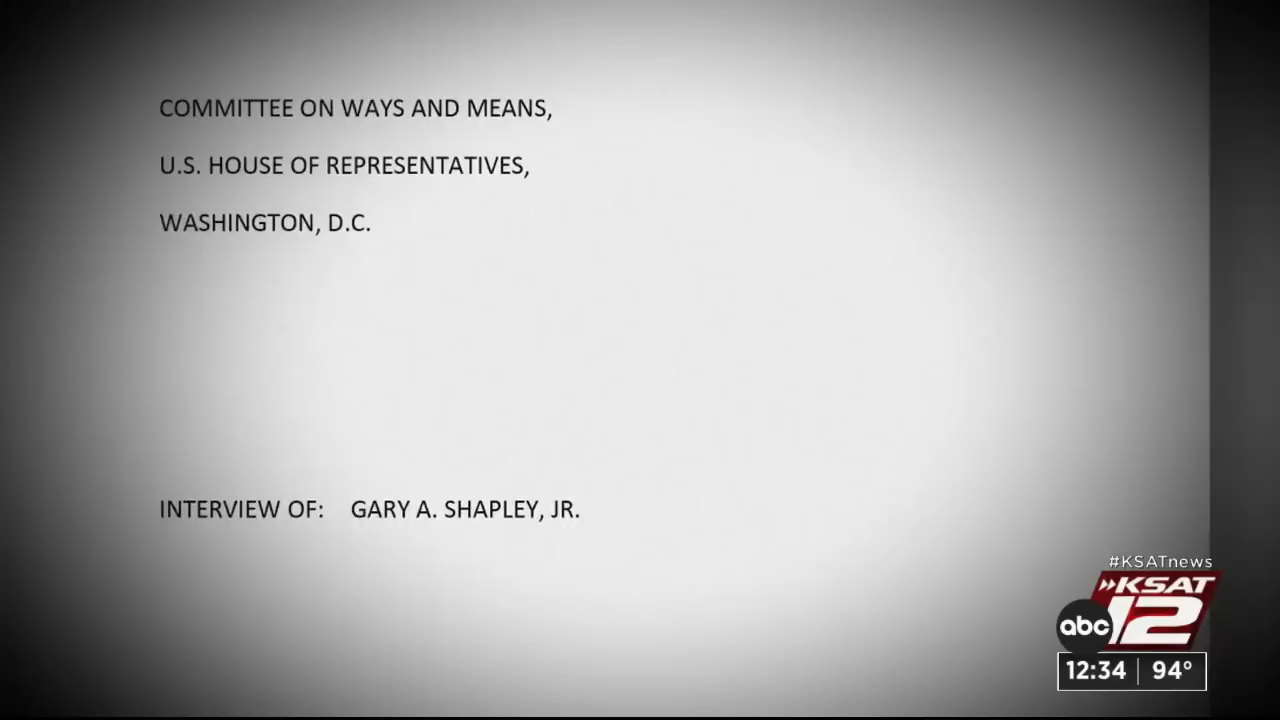 COMMITTEE ON WAYS AND MEANS,
U.S. HOUSE OF REPRESENTATIVES,
WASHINGTON, D.C.
INTERVIEW OF: GARY A. SHAPLEY, JR.
#KSATnews
KSAT
abc 12
12:34 94°